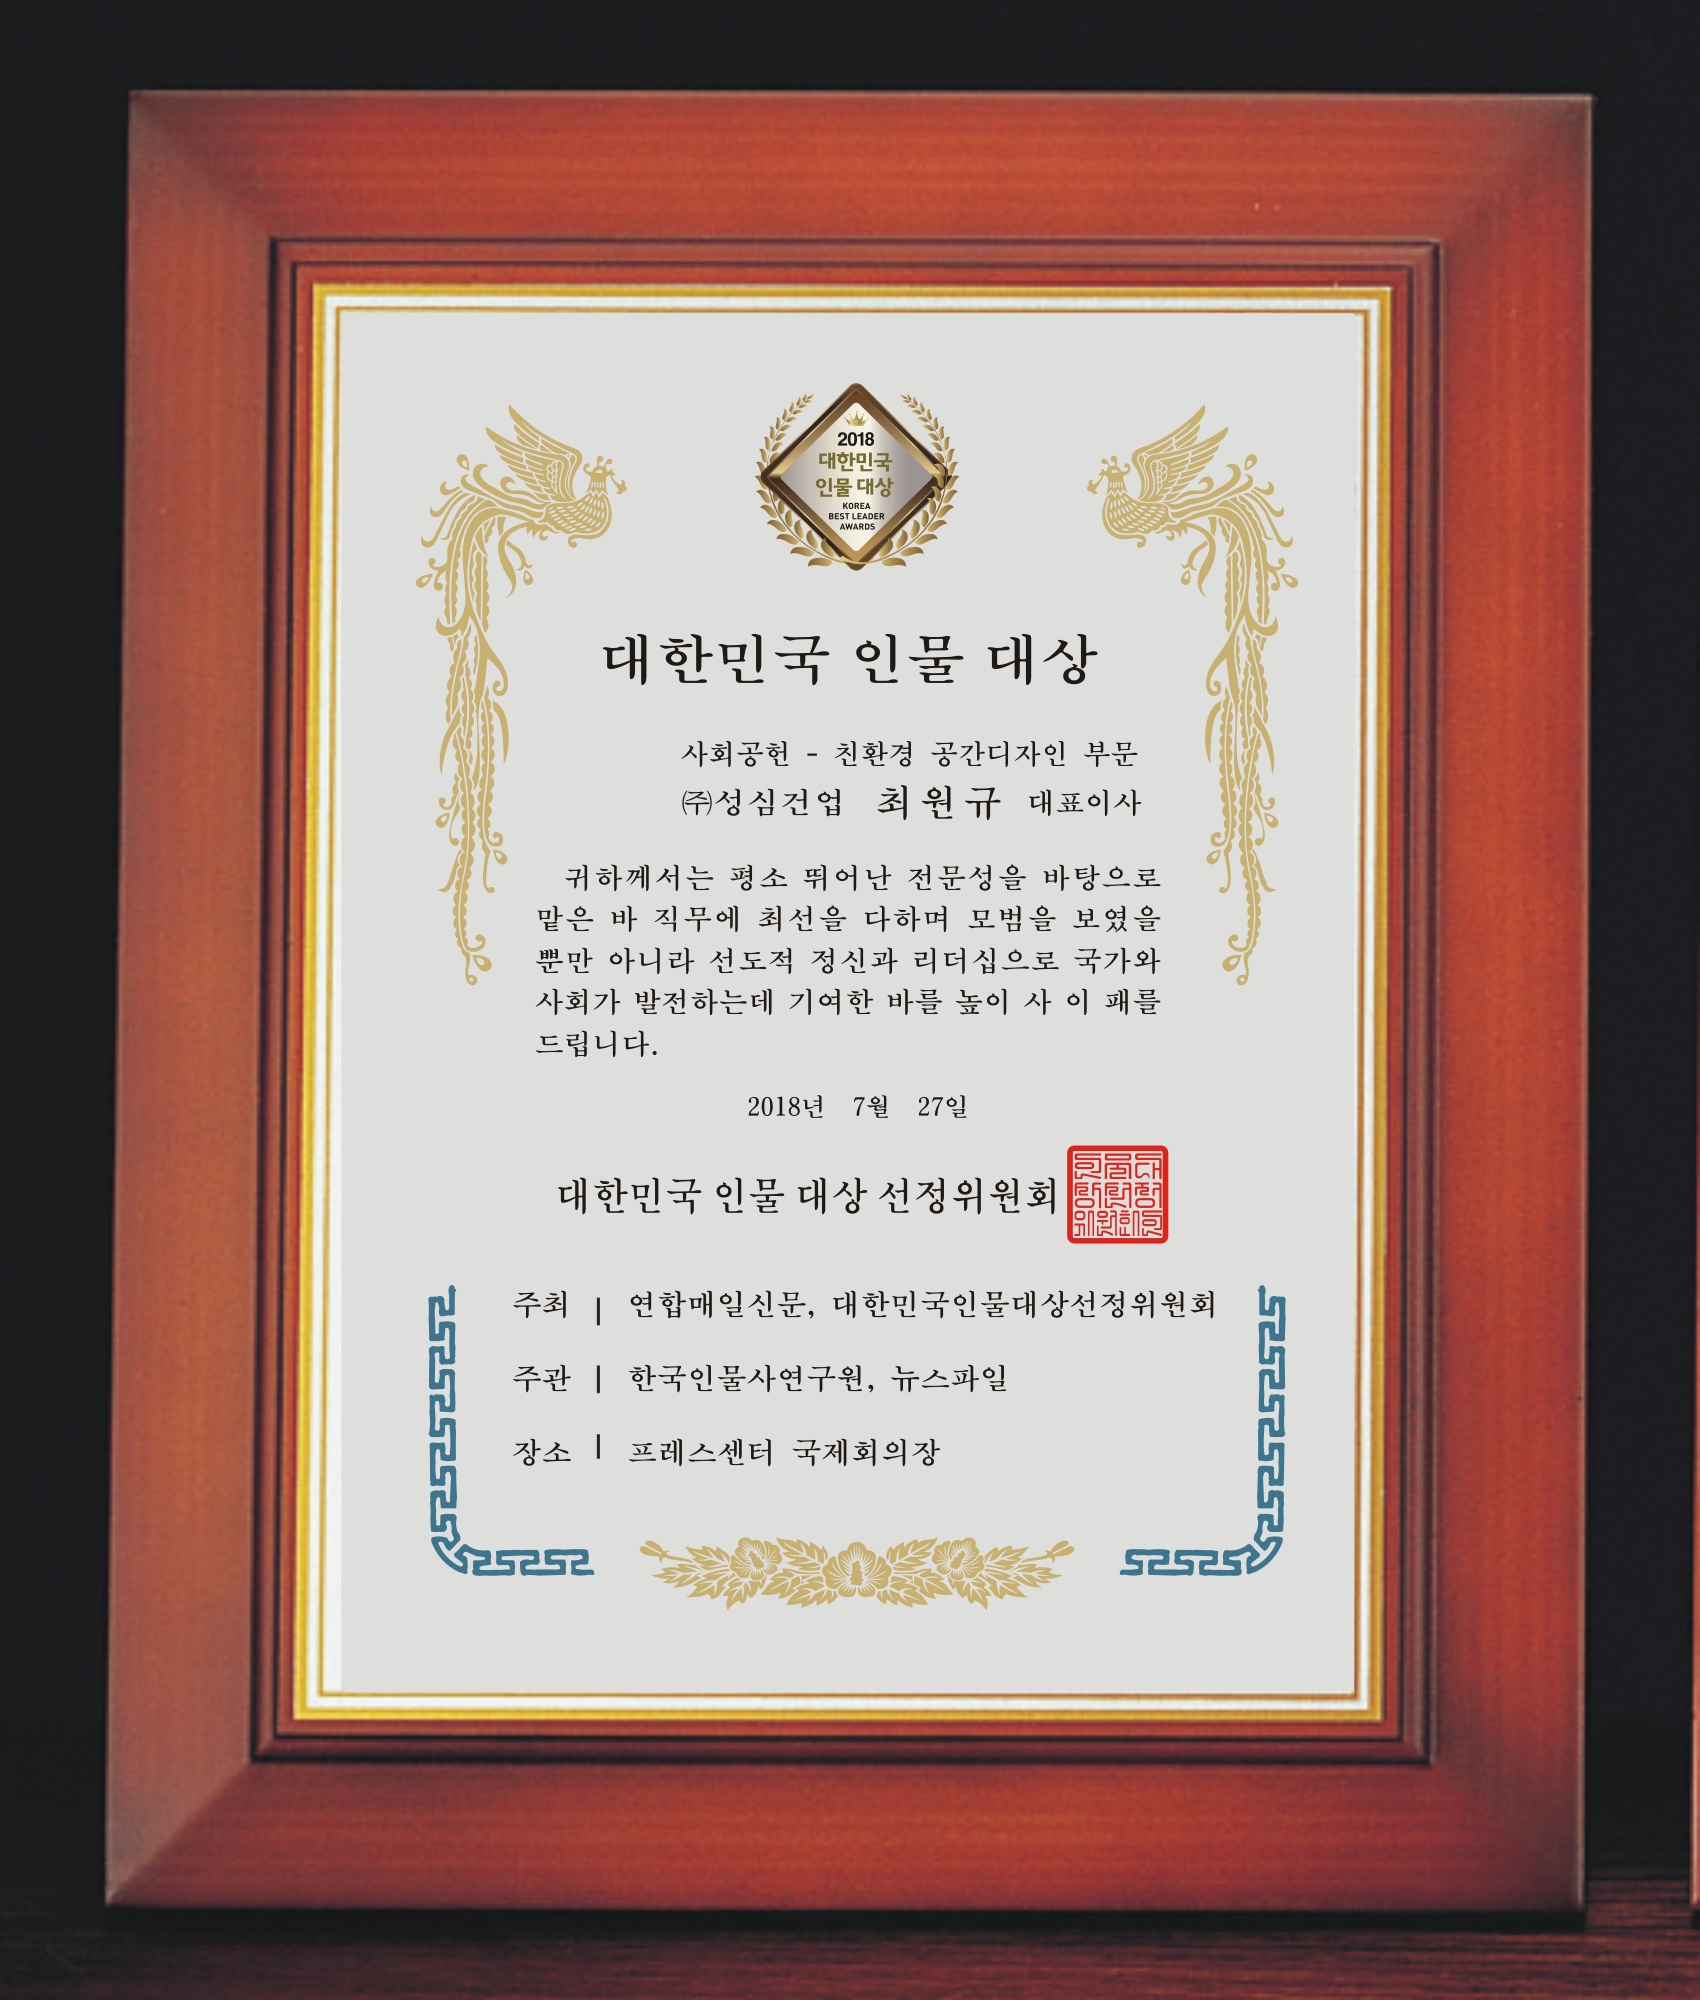 2018
대한민국
인물 대상
KOREA
BEST LEADER
AWARDS
대한민국 인물 대상
사회공헌 - 친환경 공간디자인 부문
㈜성심건업 최원규 대표이사
귀하께서는 평소 뛰어난 전문성을 바탕으로
맡은 바 직무에 최선을 다하며 모범을 보였을
뿐만 아니라 선도적 정신과 리더십으로 국가와
사회가 발전하는데 기여한 바를 높이 사 이 패를
드립니다.
2018년 7월 27일
대한민국 인물 대상 선정위원회
주최 | 연합매일신문, 대한민국인물대상선정위원회
주관 | 한국인물사연구원, 뉴스파일
장소 | 프레스센터 국제회의장